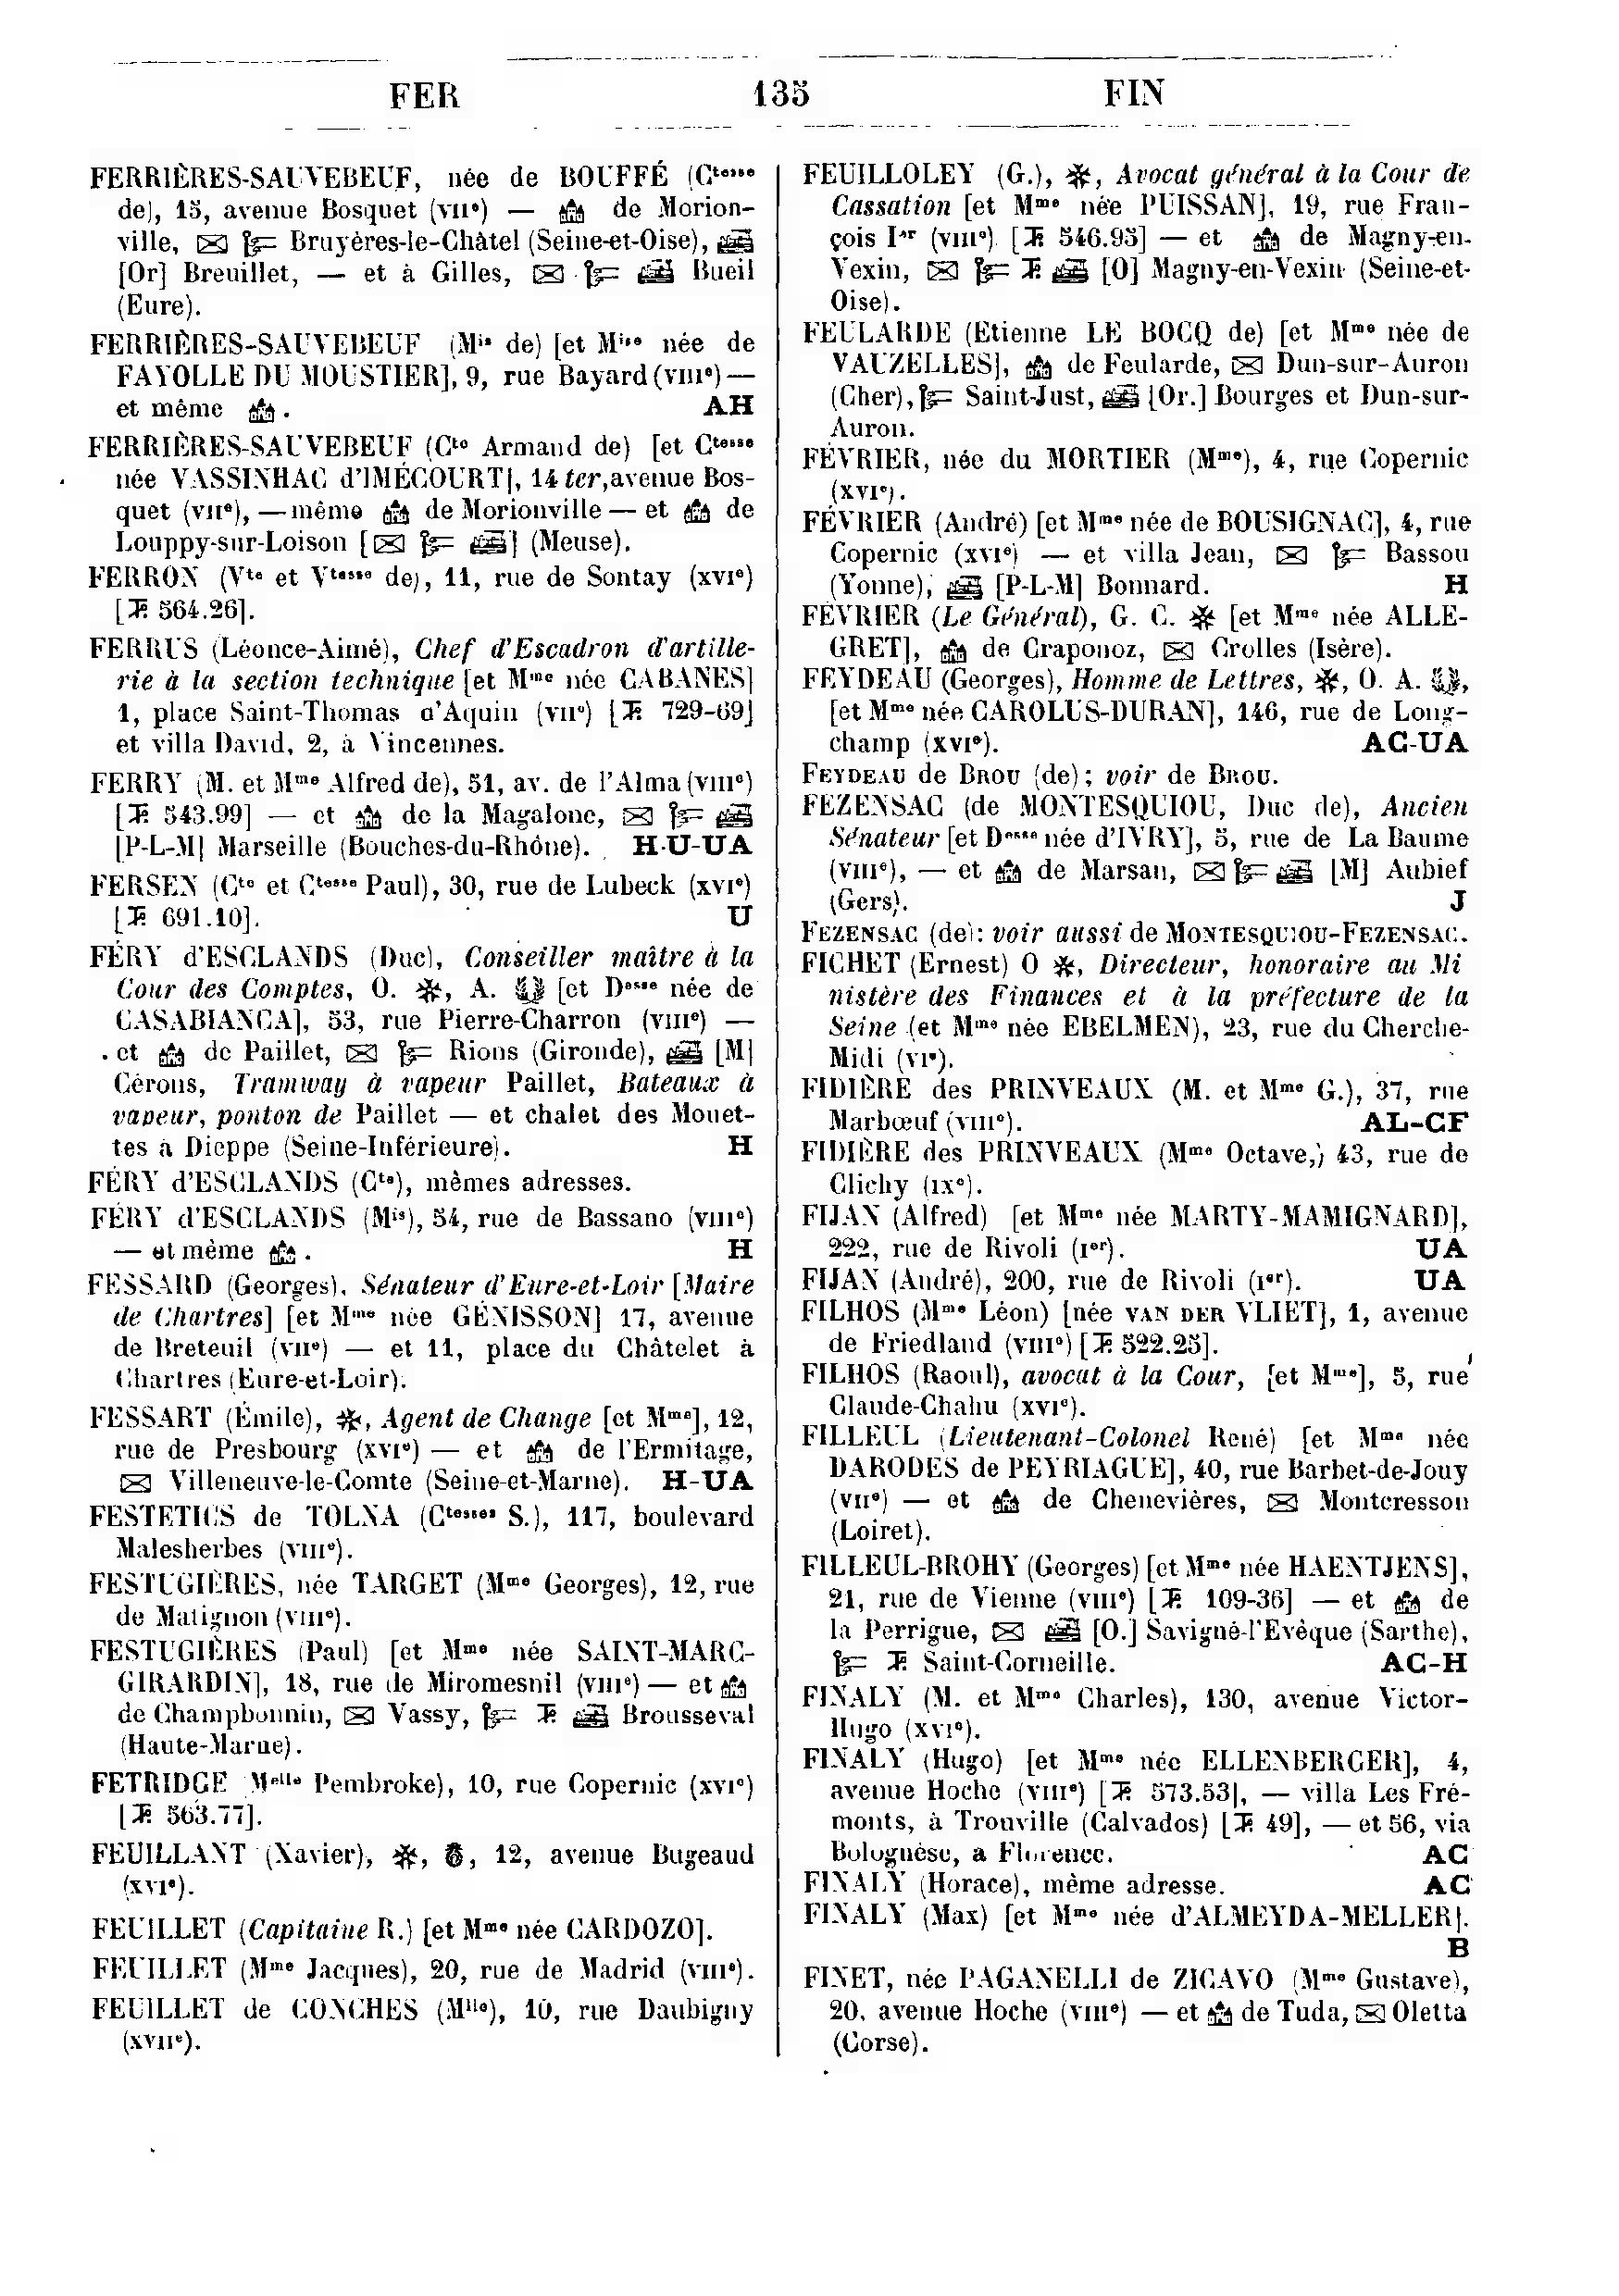 FER 135 FIN
FERRIÈRES-SAUVEBEUF, née de BOUFFÉ (Ctesse
de), 15, avenue Bosquet (VIIe) — de Morion-
ville, Bruyères-le-Châtel (Seine-et-Oise),
[Or] Breuillet, — et à Gilles, Bueil
(Eure).
FERRIÈRES-SAUVEBEUF (Mis de) [et Mise née de
FAYOLLE DU MOUSTIER], 9, rue Bayard (VIIIe) —
et même . AH
FERRIÈRES-SAUVEBEUF (Cte Armand de) [et Ctesse
née VASSINHAC d'IMÉCOURT], 14 ter, avenue Bos-
quet (VIIe), — même de Morionville — et de
Louppy-sur-Loison [ ] (Meuse).
FERRON (Vte et Vtesse de), 11, rue de Sontay (XVIe)
[T. 564.26].
FERRUS (Léonce-Aimé), Chef d'Escadron d'artille-
rie à la section technique [et Mme née CABANES]
1, place Saint-Thomas d'Aquin (VIIe) [T. 729-69]
et villa David, 2, à Vincennes.
FERRY (M. et Mme Alfred de), 51, av. de l'Alma (VIIIe)
[T. 543.99] — et de la Magalone,
[P-L-M] Marseille (Bouches-du-Rhône). H-U-UA
FERSEN (Cte et Ctesse Paul), 30, rue de Lubeck (XVIe)
[T. 691.10]. U
FÉRY d'ESCLANDS (Duc), Conseiller maître à la
Cour des Comptes, O. ✻, A. [et Desse née de
CASABIANCA], 53, rue Pierre-Charron (VIIIe) —
et de Paillet, Rions (Gironde), [M]
Cérons, Tramway à vapeur Paillet, Bateaux à
vapeur, ponton de Paillet — et chalet des Mouet-
tes à Dieppe (Seine-Inférieure). H
FÉRY d'ESCLANDS (Cte), mêmes adresses.
FÉRY d'ESCLANDS (Mis), 54, rue de Bassano (VIIIe)
— et même . H
FESSARD (Georges), Sénateur d'Eure-et-Loir [Maire
de Chartres] [et Mme née GÉNISSON] 17, avenue
de Breteuil (VIIe) — et 11, place du Châtelet à
Chartres (Eure-et-Loir).
FESSART (Émile), ✻, Agent de Change [et Mme], 12,
rue de Presbourg (XVIe) — et de l'Ermitage,
Villeneuve-le-Comte (Seine-et-Marne). H-UA
FESTETICS de TOLNA (Ctesses S.), 117, boulevard
Malesherbes (VIIIe).
FESTUGIÈRES, née TARGET (Mme Georges), 12, rue
de Matignon (VIIIe).
FESTUGIÈRES (Paul) [et Mme née SAINT-MARC-
GIRARDIN], 18, rue de Miromesnil (VIIIe) — et
de Champbonnin, Vassy, T. Brousseval
(Haute-Marne).
FETRIDGE Melle Pembroke), 10, rue Copernic (XVIe)
[T. 563.77].
FEUILLANT (Xavier), ✻, , 12, avenue Bugeaud
(XVIe).
FEUILLET (Capitaine R.) [et Mme née CARDOZO].
FEUILLET (Mme Jacques), 20, rue de Madrid (VIIIe).
FEUILLET de CONCHES (Mlle), 10, rue Daubigny
(XVIIe).
FEUILLOLEY (G.), ✻, Avocat général à la Cour de
Cassation [et Mme née PUISSAN], 19, rue Fran-
çois Ier (VIIIe) [T. 546.95] — et de Magny-en-
Vexin, T. [O] Magny-en-Vexin (Seine-et-
Oise).
FEULARDE (Etienne LE BOCQ de) [et Mme née de
VAUZELLES], de Feularde, Dun-sur-Auron
(Cher), Saint-Just, [Or.] Bourges et Dun-sur-
Auron.
FÉVRIER, née du MORTIER (Mme), 4, rue Copernic
(XVIe).
FÉVRIER (André) [et Mme née de BOUSIGNAC], 4, rue
Copernic (XVIe) — et villa Jean, Bassou
(Yonne), [P-L-M] Bonnard. H
FÉVRIER (Le Général), G. C. ✻ [et Mme née ALLE-
GRET], de Craponoz, Crolles (Isère).
FEYDEAU (Georges), Homme de Lettres, ✻, O. A. ,
[et Mme née CAROLUS-DURAN], 146, rue de Long-
champ (XVIe). AC-UA
FEYDEAU de BROU (de); voir de BROU.
FEZENSAC (de MONTESQUIOU, Duc de), Ancien
Sénateur [et Desse née d'IVRY], 5, rue de La Baume
(VIIIe), — et de Marsan, [M] Aubief
(Gers). J
FEZENSAC (de): voir aussi de MONTESQUIOU-FEZENSAC.
FICHET (Ernest) O ✻, Directeur, honoraire au Mi
nistère des Finances et à la préfecture de la
Seine (et Mme née EBELMEN), 23, rue du Cherche-
Midi (VIe).
FIDIÈRE des PRINVEAUX (M. et Mme G.), 37, rue
Marbœuf (VIIIe). AL-CF
FIDIÈRE des PRINVEAUX (Mme Octave,) 43, rue de
Clichy (IXe).
FIJAN (Alfred) [et Mme née MARTY-MAMIGNARD],
222, rue de Rivoli (Ier). UA
FIJAN (André), 200, rue de Rivoli (Ier). UA
FILHOS (Mme Léon) [née VAN DER VLIET], 1, avenue
de Friedland (VIIIe) [T. 522.25].
FILHOS (Raoul), avocat à la Cour, [et Mme], 5, rue
Claude-Chahu (XVIe).
FILLEUL (Lieutenant-Colonel René) [et Mme née
DARODES de PEYRIAGUE], 40, rue Barbet-de-Jouy
(VIIe) — et de Chenevières, Montcresson
(Loiret).
FILLEUL-BROHY (Georges) [et Mme née HAENTJENS],
21, rue de Vienne (VIIIe) [T. 109-36] — et de
la Perrigue, [O.] Savigné-l'Evêque (Sarthe),
T. Saint-Corneille. AC-H
FINALY (M. et Mme Charles), 130, avenue Victor-
Hugo (XVIe).
FINALY (Hugo) [et Mme née ELLENBERGER], 4,
avenue Hoche (VIIIe) [T. 573.53], — villa Les Fré-
monts, à Trouville (Calvados) [T. 49], — et 56, via
Bolognèse, a Florence. AC
FINALY (Horace), même adresse. AC
FINALY (Max) [et Mme née d'ALMEYDA-MELLER].
B
FINET, née PAGANELLI de ZICAVO (Mme Gustave),
20, avenue Hoche (VIIIe) — et de Tuda, Oletta
(Corse).